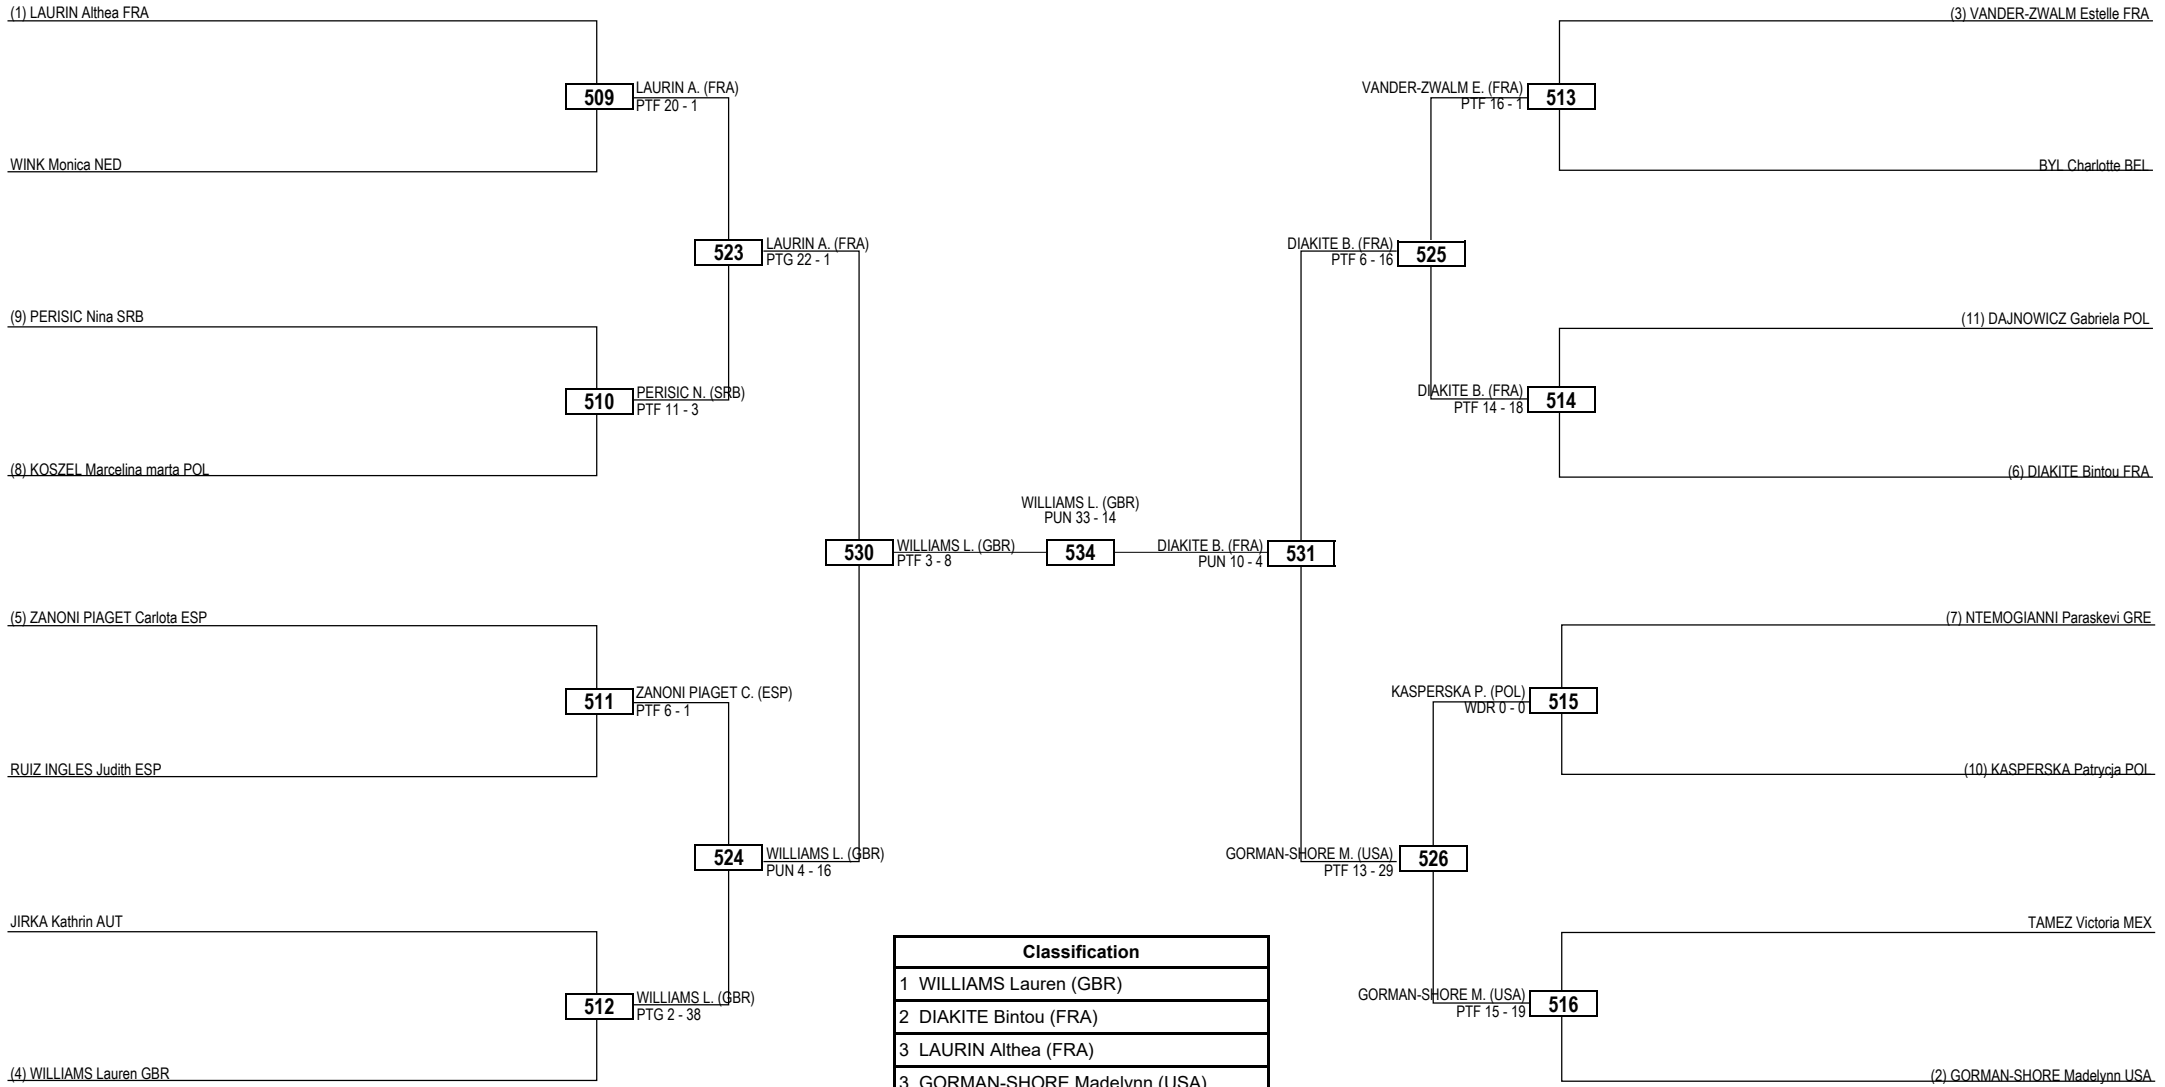 (1) LAURIN Althea FRA
509
LAURIN A. (FRA)
PTF 20 - 1
WINK Monica NED
523
LAURIN A. (FRA)
PTG 22 - 1
(9) PERISIC Nina SRB
510
PERISIC N. (SRB)
PTF 11 - 3
(8) KOSZEL Marcelina marta POL
530
WILLIAMS L. (GBR)
PTF 3 - 8
(5) ZANONI PIAGET Carlota ESP
511
ZANONI PIAGET C. (ESP)
PTF 6 - 1
RUIZ INGLES Judith ESP
524
WILLIAMS L. (GBR)
PUN 4 - 16
JIRKA Kathrin AUT
512
WILLIAMS L. (GBR)
PTG 2 - 38
(4) WILLIAMS Lauren GBR
WILLIAMS L. (GBR)
PUN 33 - 14
534
(3) VANDER-ZWALM Estelle FRA
VANDER-ZWALM E. (FRA)
PTF 16 - 1
513
BYL Charlotte BEL
DIAKITE B. (FRA)
PTF 6 - 16
525
(11) DAJNOWICZ Gabriela POL
DIAKITE B. (FRA)
PTF 14 - 18
514
(6) DIAKITE Bintou FRA
DIAKITE B. (FRA)
PUN 10 - 4
531
(7) NTEMOGIANNI Paraskevi GRE
KASPERSKA P. (POL)
WDR 0 - 0
515
(10) KASPERSKA Patrycja POL
GORMAN-SHORE M. (USA)
PTF 13 - 29
526
TAMEZ Victoria MEX
GORMAN-SHORE M. (USA)
PTF 15 - 19
516
(2) GORMAN-SHORE Madelynn USA
Classification
1 WILLIAMS Lauren (GBR)
2 DIAKITE Bintou (FRA)
3 LAURIN Althea (FRA)
3 GORMAN-SHORE Madelynn (USA)